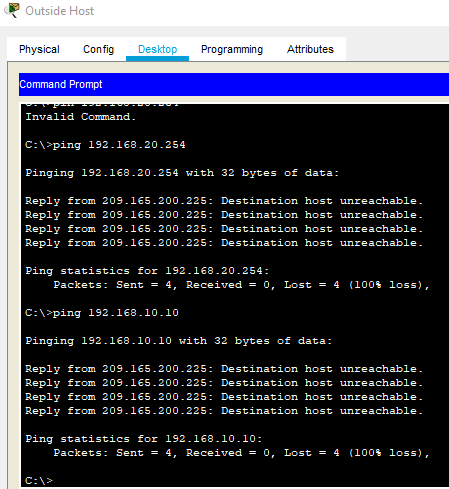 Outside Host
Physical Config Desktop Programming Attributes
Command Prompt
Invalid Command.
C:\>ping 192.168.20.254
Pinging 192.168.20.254 with 32 bytes of data:
Reply from 209.165.200.225: Destination host unreachable.
Reply from 209.165.200.225: Destination host unreachable.
Reply from 209.165.200.225: Destination host unreachable.
Reply from 209.165.200.225: Destination host unreachable.
Ping statistics for 192.168.20.254:
Packets: Sent = 4, Received = 0, Lost = 4 (100% loss),
C:\>ping 192.168.10.10
Pinging 192.168.10.10 with 32 bytes of data:
Reply from 209.165.200.225: Destination host unreachable.
Reply from 209.165.200.225: Destination host unreachable.
Reply from 209.165.200.225: Destination host unreachable.
Reply from 209.165.200.225: Destination host unreachable.
Ping statistics for 192.168.10.10:
Packets: Sent = 4, Received = 0, Lost = 4 (100% loss),
C:\>